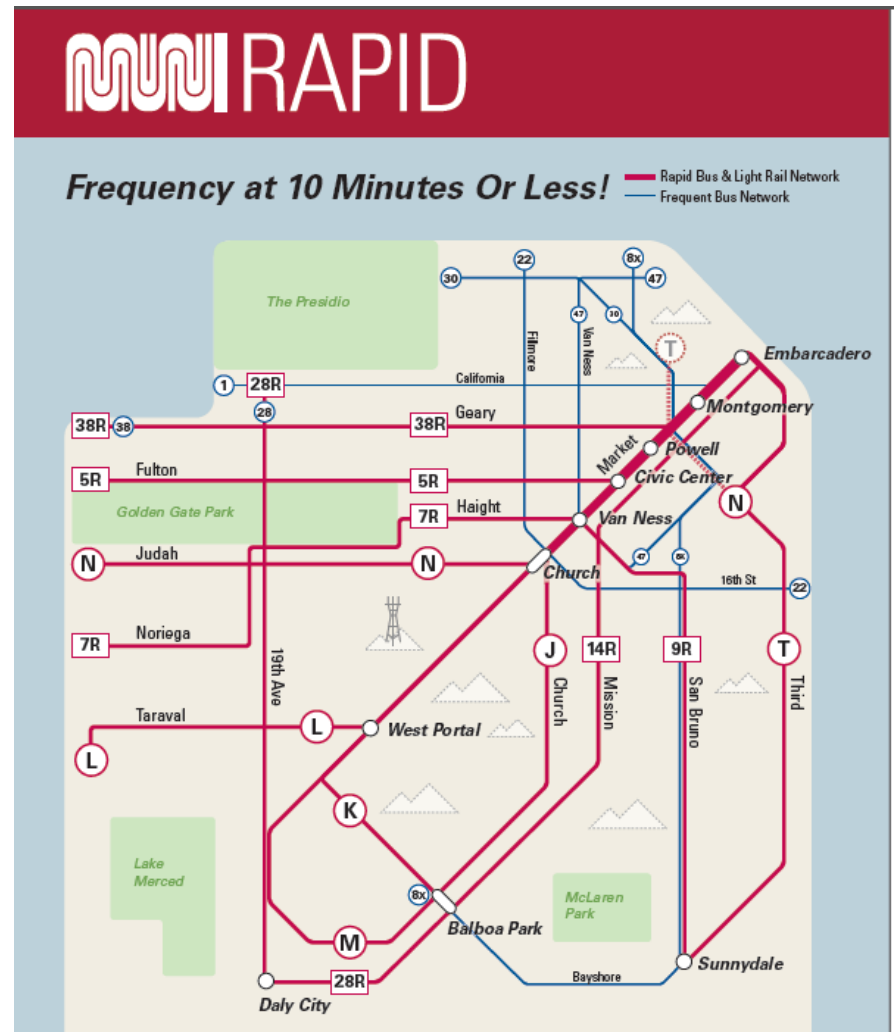 MUNI RAPID
Frequency at 10 Minutes Or Less!
Rapid Bus & Light Rail Network
Frequent Bus Network
22
8x
30
47
The Presidio
47
30
Fillmore
Van Ness
T
Embarcadero
1
28R
California
28
Montgomery
38R
38
38R
Geary
Market
Powell
5R
Fulton
5R
Civic Center
Golden Gate Park
7R
Haight
Van Ness
N
N
Judah
N
Church
47
8X
16th St
22
7R
Noriega
19th Ave
J
14R
9R
T
Church
Mission
San Bruno
Third
Taraval
L
West Portal
L
K
Lake
Merced
8x
McLaren
Park
Balboa Park
M
Sunnydale
28R
Bayshore
Daly City